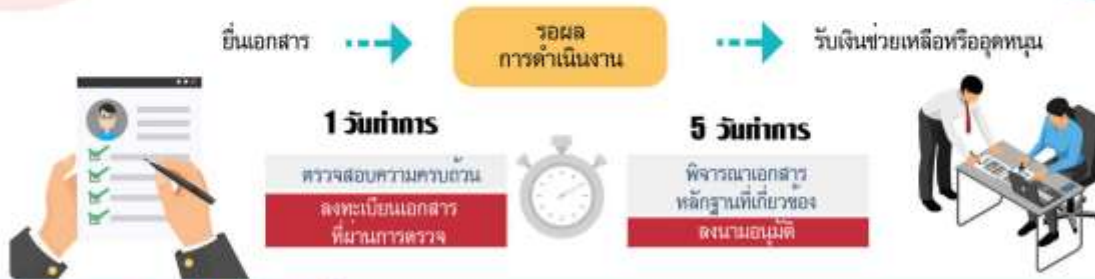 ยื่นเอกสาร
รอผล
การดำเนินงาน
รับเงินช่วยเหลือหรืออุดหนุน
1 วันทำการ
ตรวจสอบความครบถ้วน
ลงทะเบียนเอกสาร
ที่ผ่านการตรวจ
5 วันทำการ
พิจารณาเอกสาร
หลักฐานที่เกี่ยวข้อง
ลงนามอนุมัติ